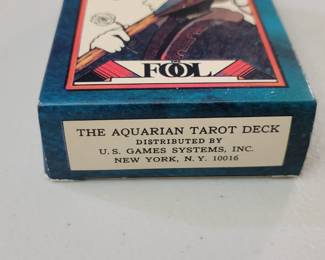 FOOL
THE AQUARIAN TAROT DECK
DISTRIBUTED BY
U.S. GAMES SYSTEMS, INC.
NEW YORK, N.Y. 10016